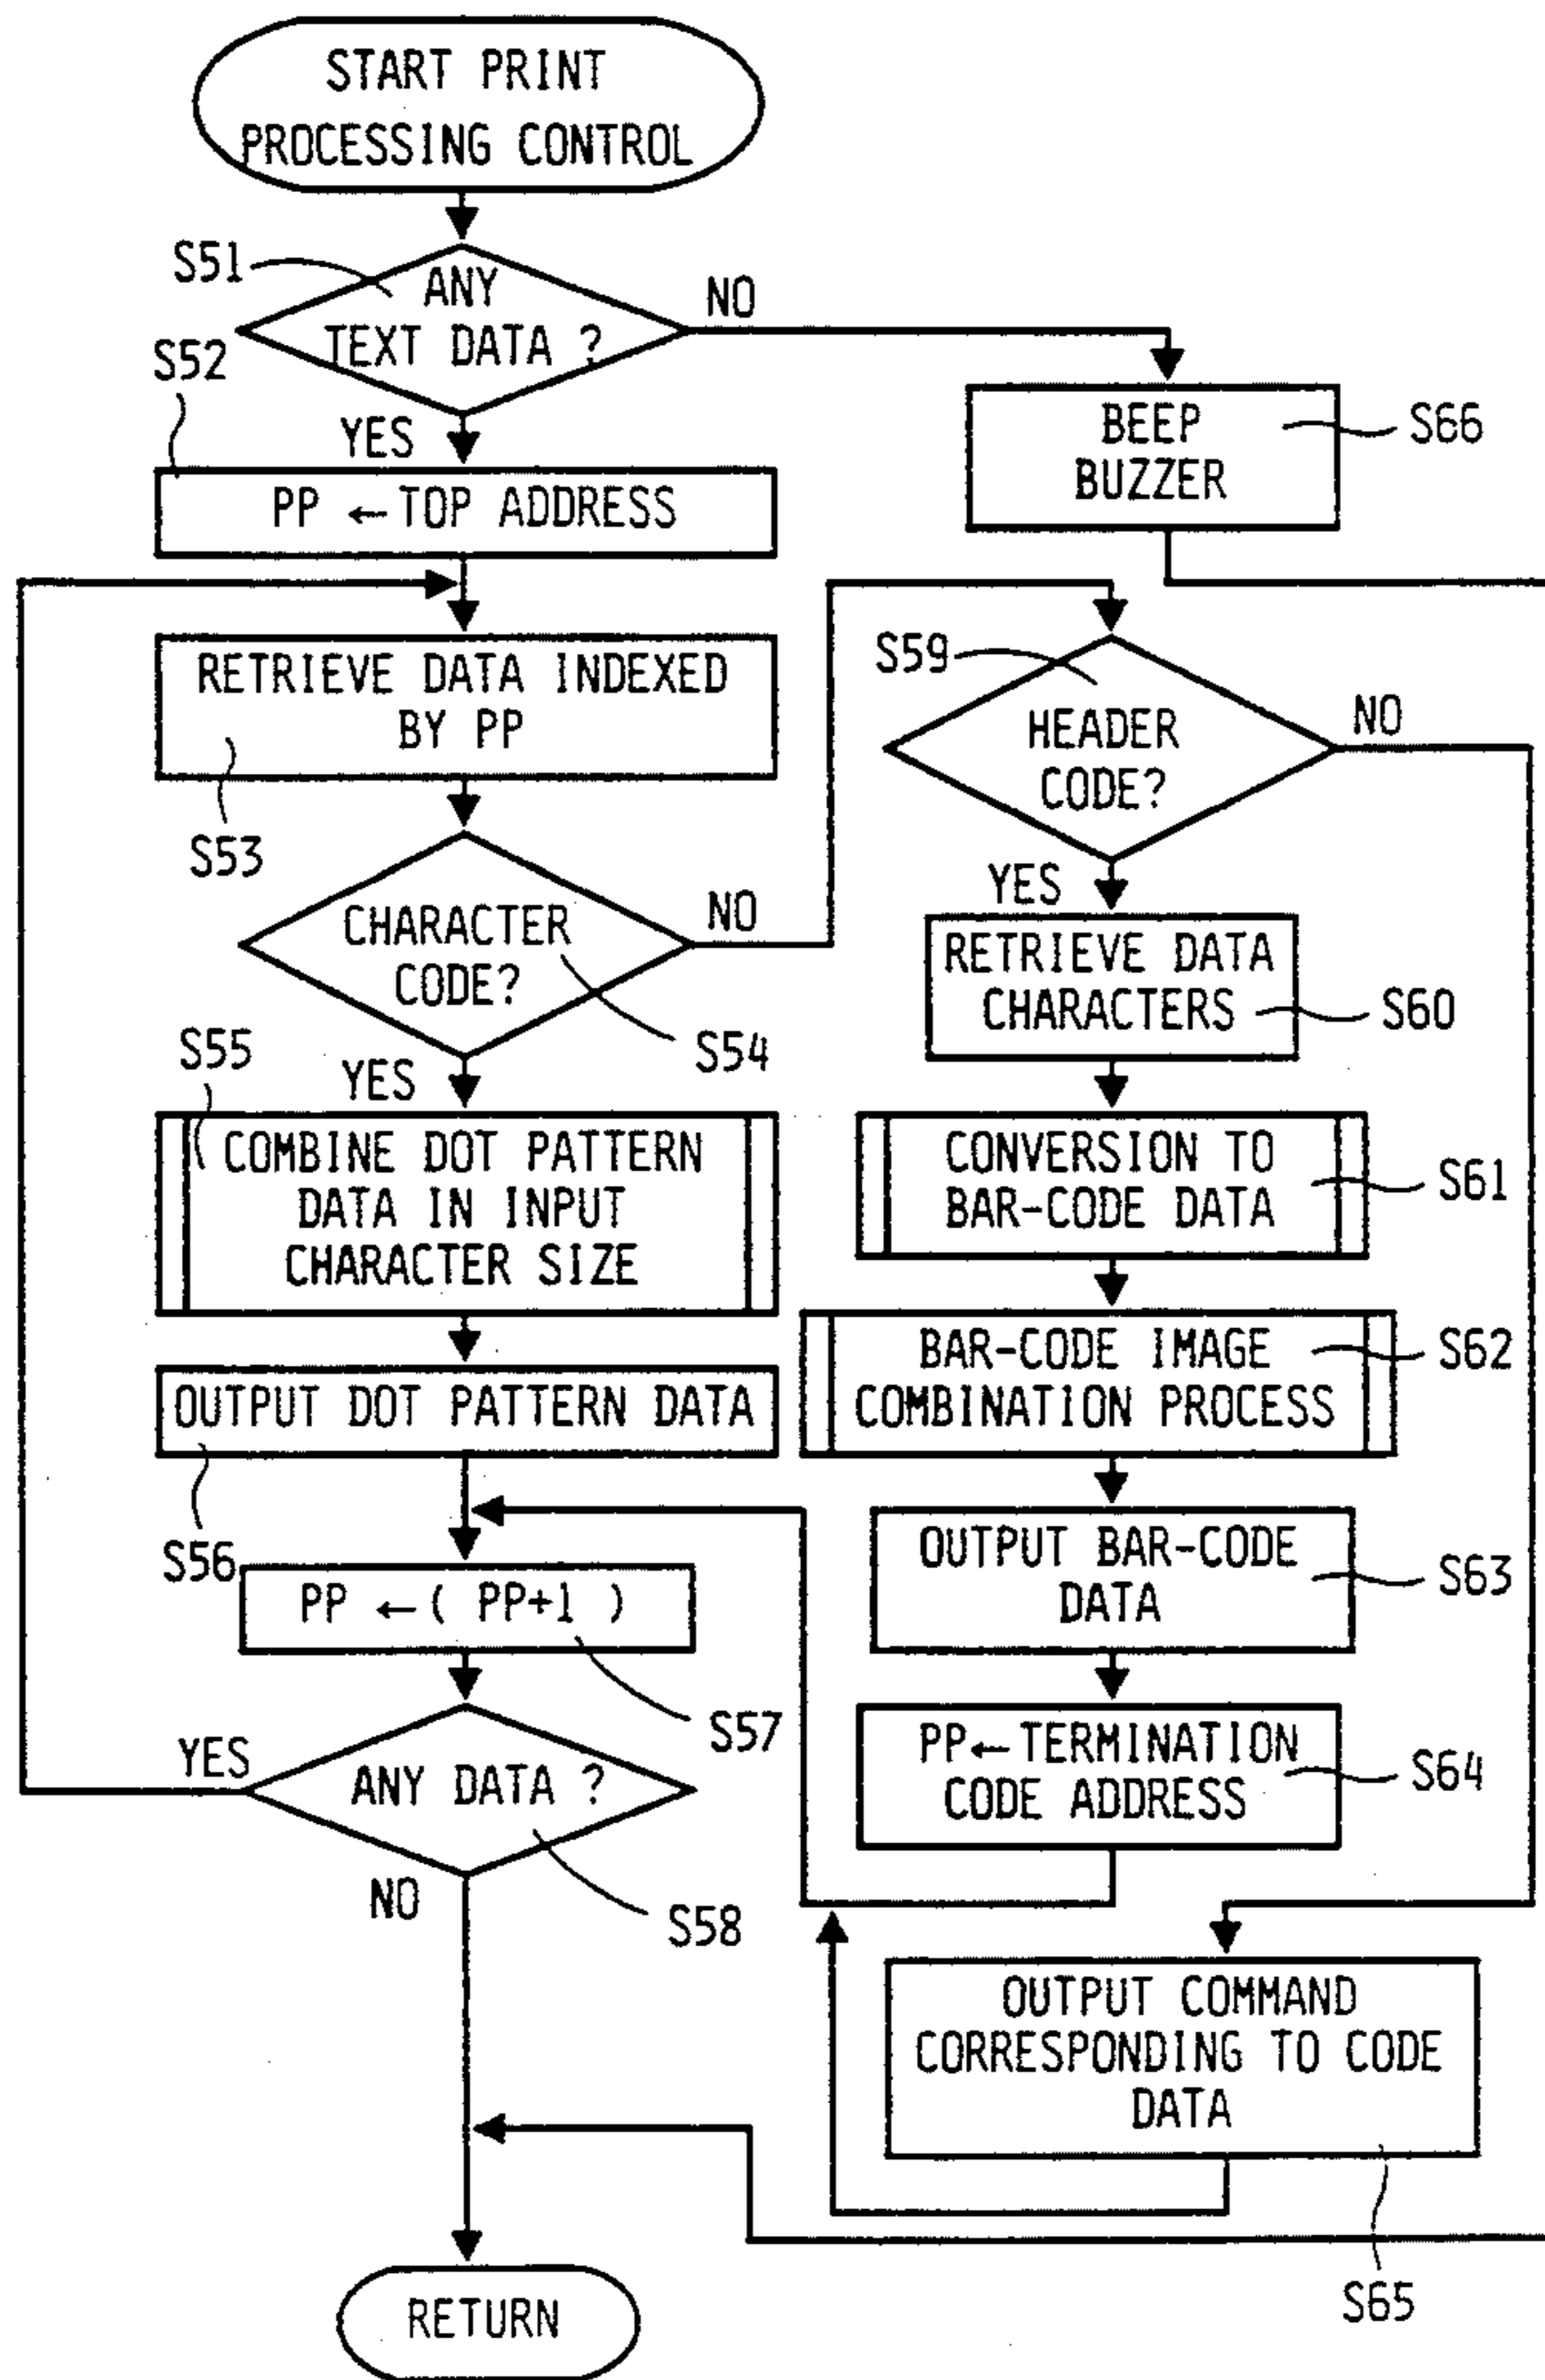 START PRINT
PROCESSING CONTROL
S51
ANY
TEXT DATA ?
NO
S52
YES
PP ← TOP ADDRESS
BEEP
BUZZER
S66
RETRIEVE DATA INDEXED
BY PP
S53
S59
HEADER
CODE?
NO
YES
CHARACTER
CODE?
NO
S54
YES
RETRIEVE DATA
CHARACTERS
S60
S55
COMBINE DOT PATTERN
DATA IN INPUT
CHARACTER SIZE
CONVERSION TO
BAR-CODE DATA
S61
OUTPUT DOT PATTERN DATA
S56
BAR-CODE IMAGE
COMBINATION PROCESS
S62
PP ← ( PP+1 )
S57
OUTPUT BAR-CODE
DATA
S63
YES
ANY DATA ?
NO
S58
PP←TERMINATION
CODE ADDRESS
S64
OUTPUT COMMAND
CORRESPONDING TO CODE
DATA
S65
RETURN